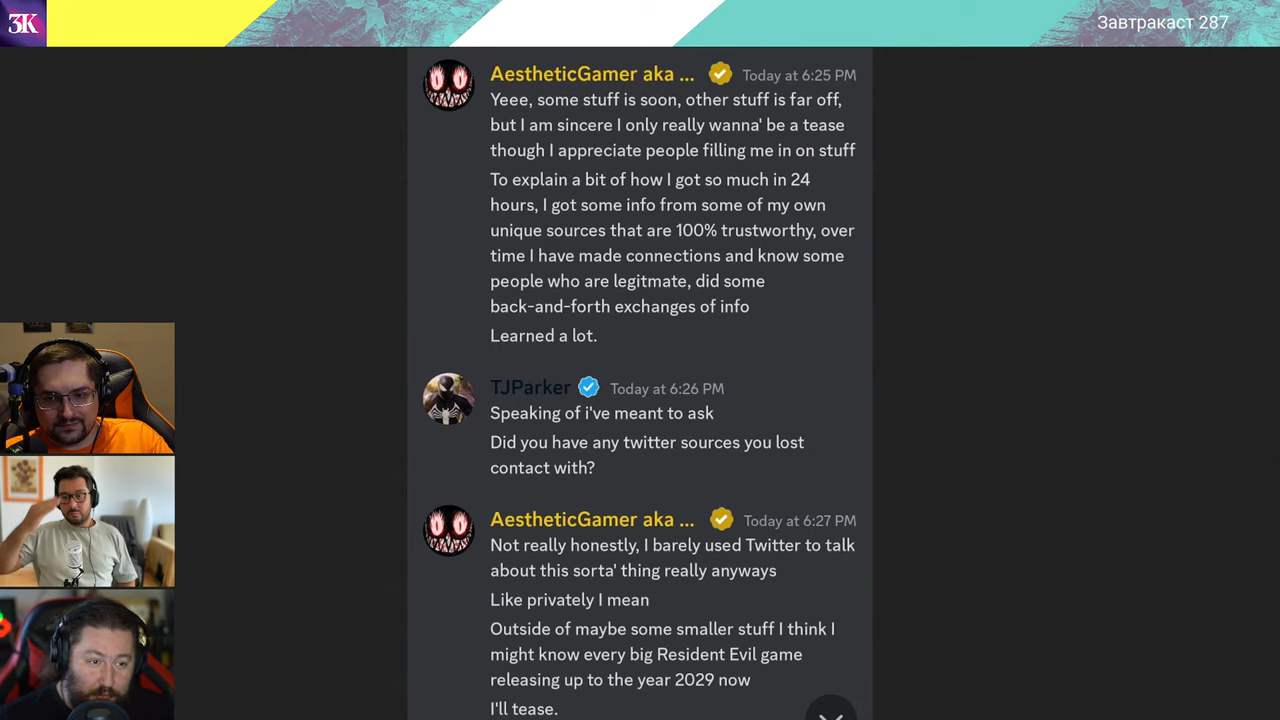 3K
Завтракаст 287
AestheticGamer aka ... Today at 6:25 PM
Yeee, some stuff is soon, other stuff is far off,
but I am sincere I only really wanna' be a tease
though I appreciate people filling me in on stuff
To explain a bit of how I got so much in 24
hours, I got some info from some of my own
unique sources that are 100% trustworthy, over
time I have made connections and know some
people who are legitmate, did some
back-and-forth exchanges of info
Learned a lot.
TJParker Today at 6:26 PM
Speaking of i've meant to ask
Did you have any twitter sources you lost
contact with?
AestheticGamer aka ... Today at 6:27 PM
Not really honestly, I barely used Twitter to talk
about this sorta' thing really anyways
Like privately I mean
Outside of maybe some smaller stuff I think I
might know every big Resident Evil game
releasing up to the year 2029 now
I'll tease.